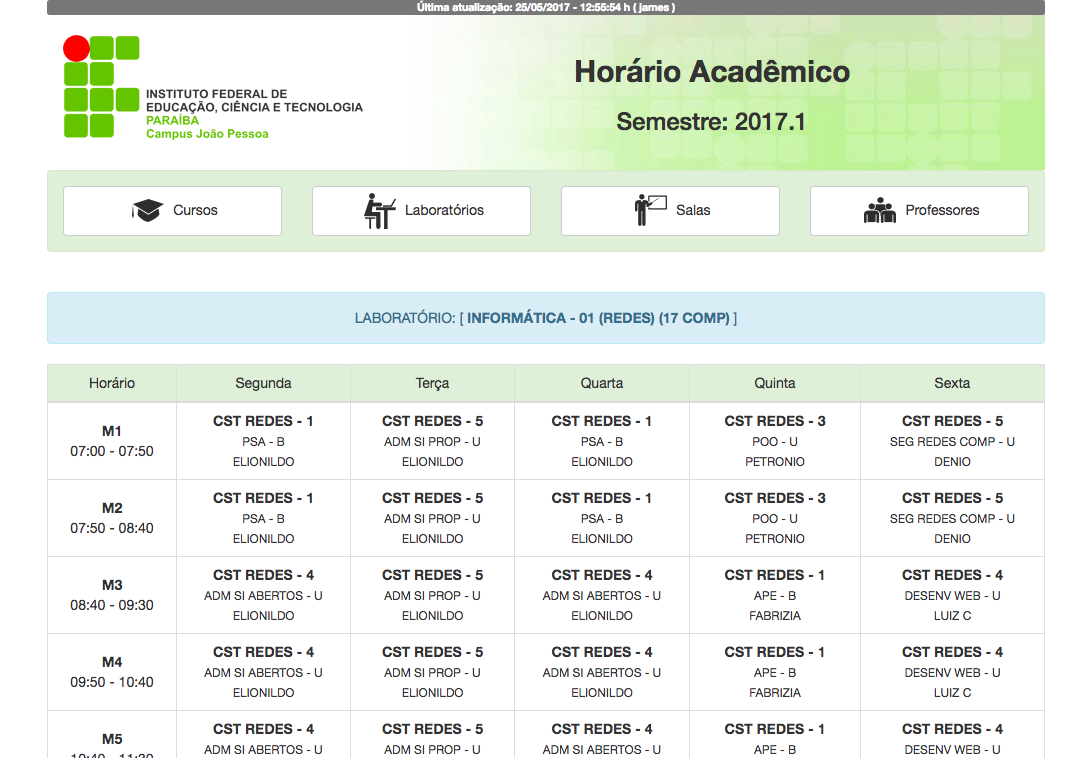 Última atualização: 25/05/2017 - 12:55:54 h ( james )
Horário Acadêmico
Semestre: 2017.1
INSTITUTO FEDERAL DE
EDUCAÇÃO, CIÊNCIA E TECNOLOGIA
PARAÍBA
Campus João Pessoa
Cursos Laboratórios Salas Professores
LABORATÓRIO: [ INFORMÁTICA - 01 (REDES) (17 COMP) ]
Horário Segunda Terça Quarta Quinta Sexta
M1
07:00 - 07:50
CST REDES - 1
PSA - B
ELIONILDO
CST REDES - 5
ADM SI PROP - U
ELIONILDO
CST REDES - 1
PSA - B
ELIONILDO
CST REDES - 3
POO - U
PETRONIO
CST REDES - 5
SEG REDES COMP - U
DENIO
M2
07:50 - 08:40
CST REDES - 1
PSA - B
ELIONILDO
CST REDES - 5
ADM SI PROP - U
ELIONILDO
CST REDES - 1
PSA - B
ELIONILDO
CST REDES - 3
POO - U
PETRONIO
CST REDES - 5
SEG REDES COMP - U
DENIO
M3
08:40 - 09:30
CST REDES - 4
ADM SI ABERTOS - U
ELIONILDO
CST REDES - 5
ADM SI PROP - U
ELIONILDO
CST REDES - 4
ADM SI ABERTOS - U
ELIONILDO
CST REDES - 1
APE - B
FABRIZIA
CST REDES - 4
DESENV WEB - U
LUIZ C
M4
09:50 - 10:40
CST REDES - 4
ADM SI ABERTOS - U
ELIONILDO
CST REDES - 5
ADM SI PROP - U
ELIONILDO
CST REDES - 4
ADM SI ABERTOS - U
ELIONILDO
CST REDES - 1
APE - B
FABRIZIA
CST REDES - 4
DESENV WEB - U
LUIZ C
M5
10:40 - 11:30
CST REDES - 4
ADM SI ABERTOS - U
CST REDES - 5
ADM SI PROP - U
CST REDES - 4
ADM SI ABERTOS - U
CST REDES - 1
APE - B
CST REDES - 4
DESENV WEB - U